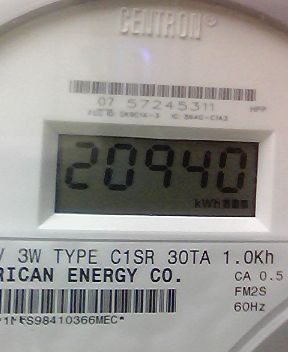 CENTRON®
07 57245311 HPP
20940
kWh
V 3W TYPE C1SR 30TA 1.0Kh
RICAN ENERGY CO. CA 0.5
FM2S
60Hz